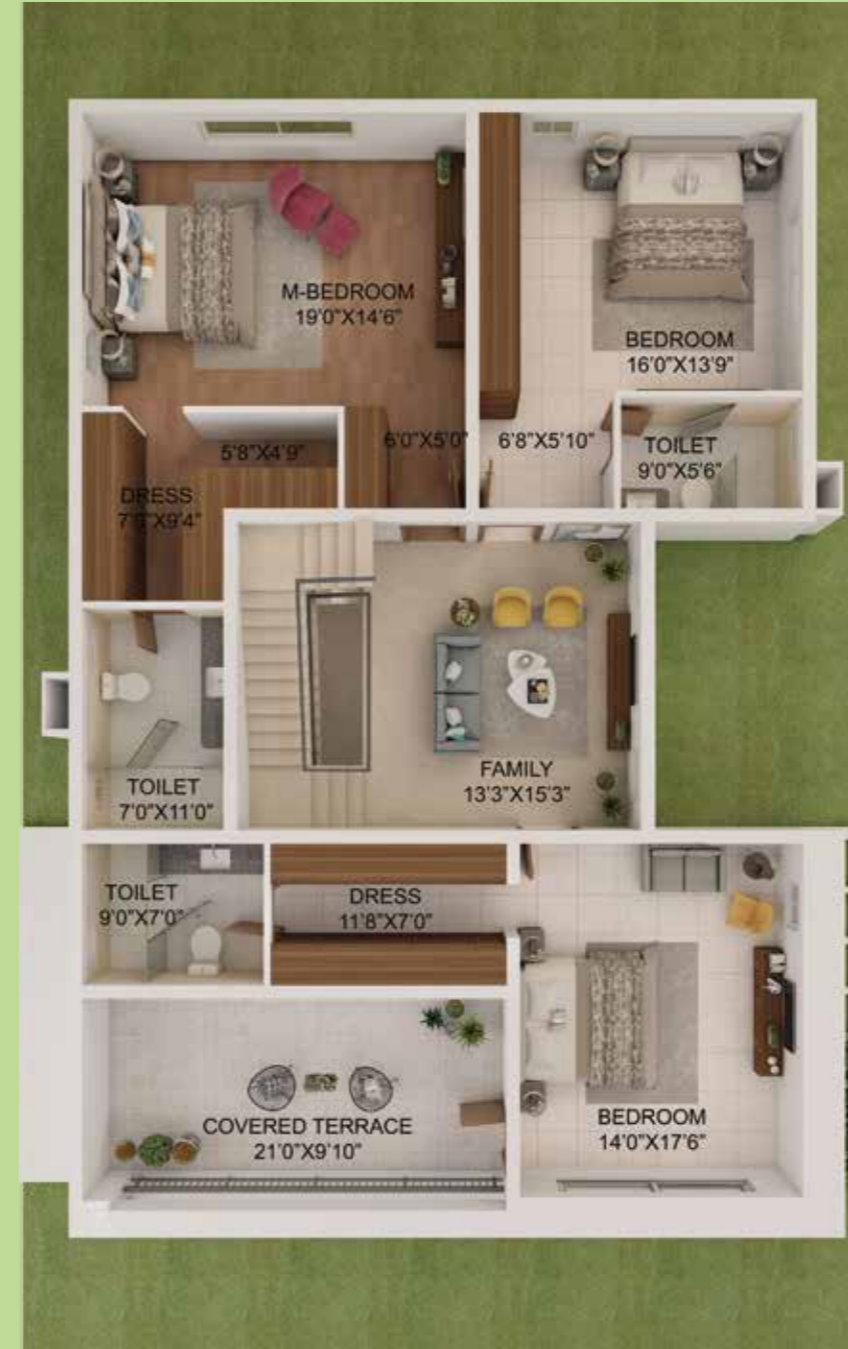 M-BEDROOM
19'0"X14'6"
BEDROOM
16'0"X13'9"
5'8"X4'9"
6'0"X5'0"
6'8"X5'10"
TOILET
9'0"X5'6"
DRESS
FAMILY
13'3"X15'3"
TOILET
7'0"X11'0"
TOILET
9'0"X7'0"
DRESS
11'8"X7'0"
COVERED TERRACE
21'0"X9'10"
BEDROOM
14'0"X17'6"